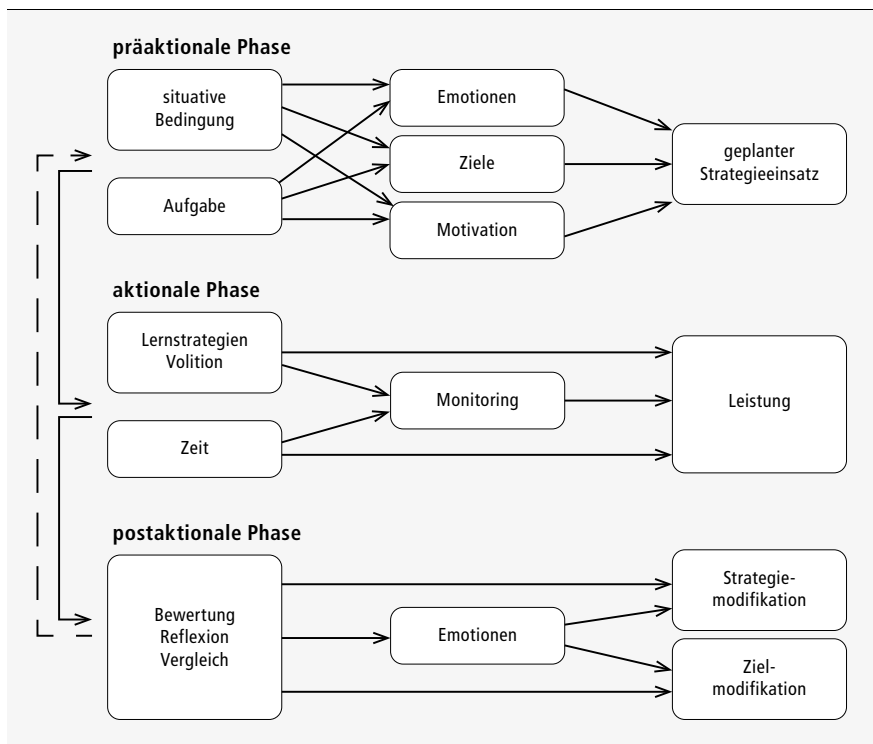 präaktionale Phase
situative
Bedingung
Aufgabe
Emotionen
Ziele
Motivation
geplanter
Strategieeinsatz
aktionale Phase
Lernstrategien
Volition
Zeit
Monitoring
Leistung
postaktionale Phase
Bewertung
Reflexion
Vergleich
Emotionen
Strategie-
modifikation
Ziel-
modifikation